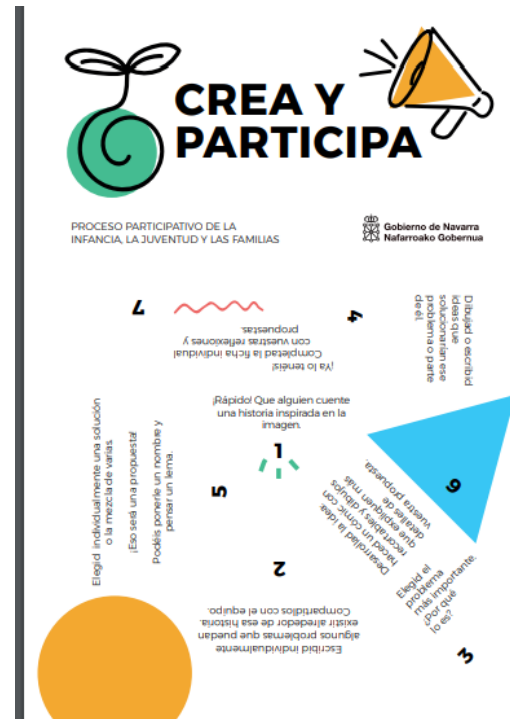 CREA Y
PARTICIPA
PROCESO PARTICIPATIVO DE LA
INFANCIA, LA JUVENTUD Y LAS FAMILIAS
Gobierno de Navarra
Nafarroako Gobernua
1
¡Rápido! Que alguien cuente
una historia inspirada en la
imagen.
2
Escribid individualmente
algunos problemas que puedan
existir alrededor de esa historia.
Compartidlos con el equipo.
3
Elegid el
problema
más importante.
¿Por qué
lo es?
4
Dibujad o escribid
ideas que
solucionarían ese
problema o parte
de él.
5
Elegid individualmente una solución
o la mezcla de varias.
¡Eso será una propuesta!
Podéis ponerle un nombre y
pensar un lema.
6
Desarrollad la idea:
haced un cómic con
recortables y dibujos
que expliquen más
detalles de
vuestra propuesta.
7
¡Ya lo tenéis!
Completad la ficha individual
con vuestras reflexiones y
propuestas.